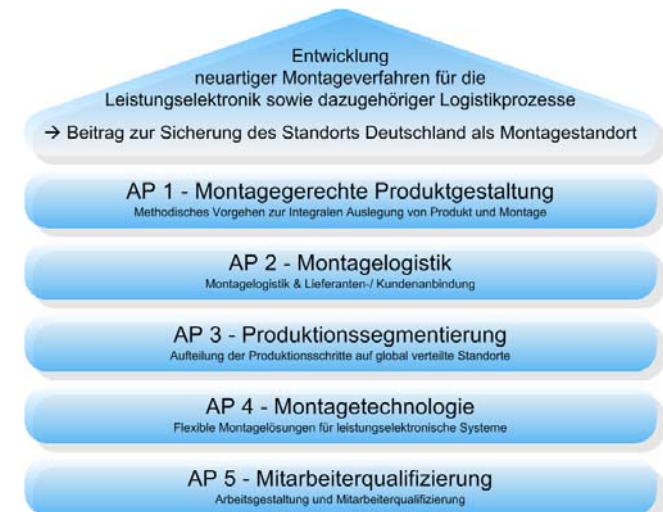 Entwicklung
neuartiger Montageverfahren für die
Leistungselektronik sowie dazugehöriger Logistikprozesse
→ Beitrag zur Sicherung des Standorts Deutschland als Montagestandort
AP 1 - Montagegerechte Produktgestaltung
Methodisches Vorgehen zur Integralen Auslegung von Produkt und Montage
AP 2 - Montagelogistik
Montagelogistik & Lieferanten-/ Kundenanbindung
AP 3 - Produktionssegmentierung
Aufteilung der Produktionsschritte auf global verteilte Standorte
AP 4 - Montagetechnologie
Flexible Montagelösungen für leistungselektronische Systeme
AP 5 - Mitarbeiterqualifizierung
Arbeitsgestaltung und Mitarbeiterqualifizierung